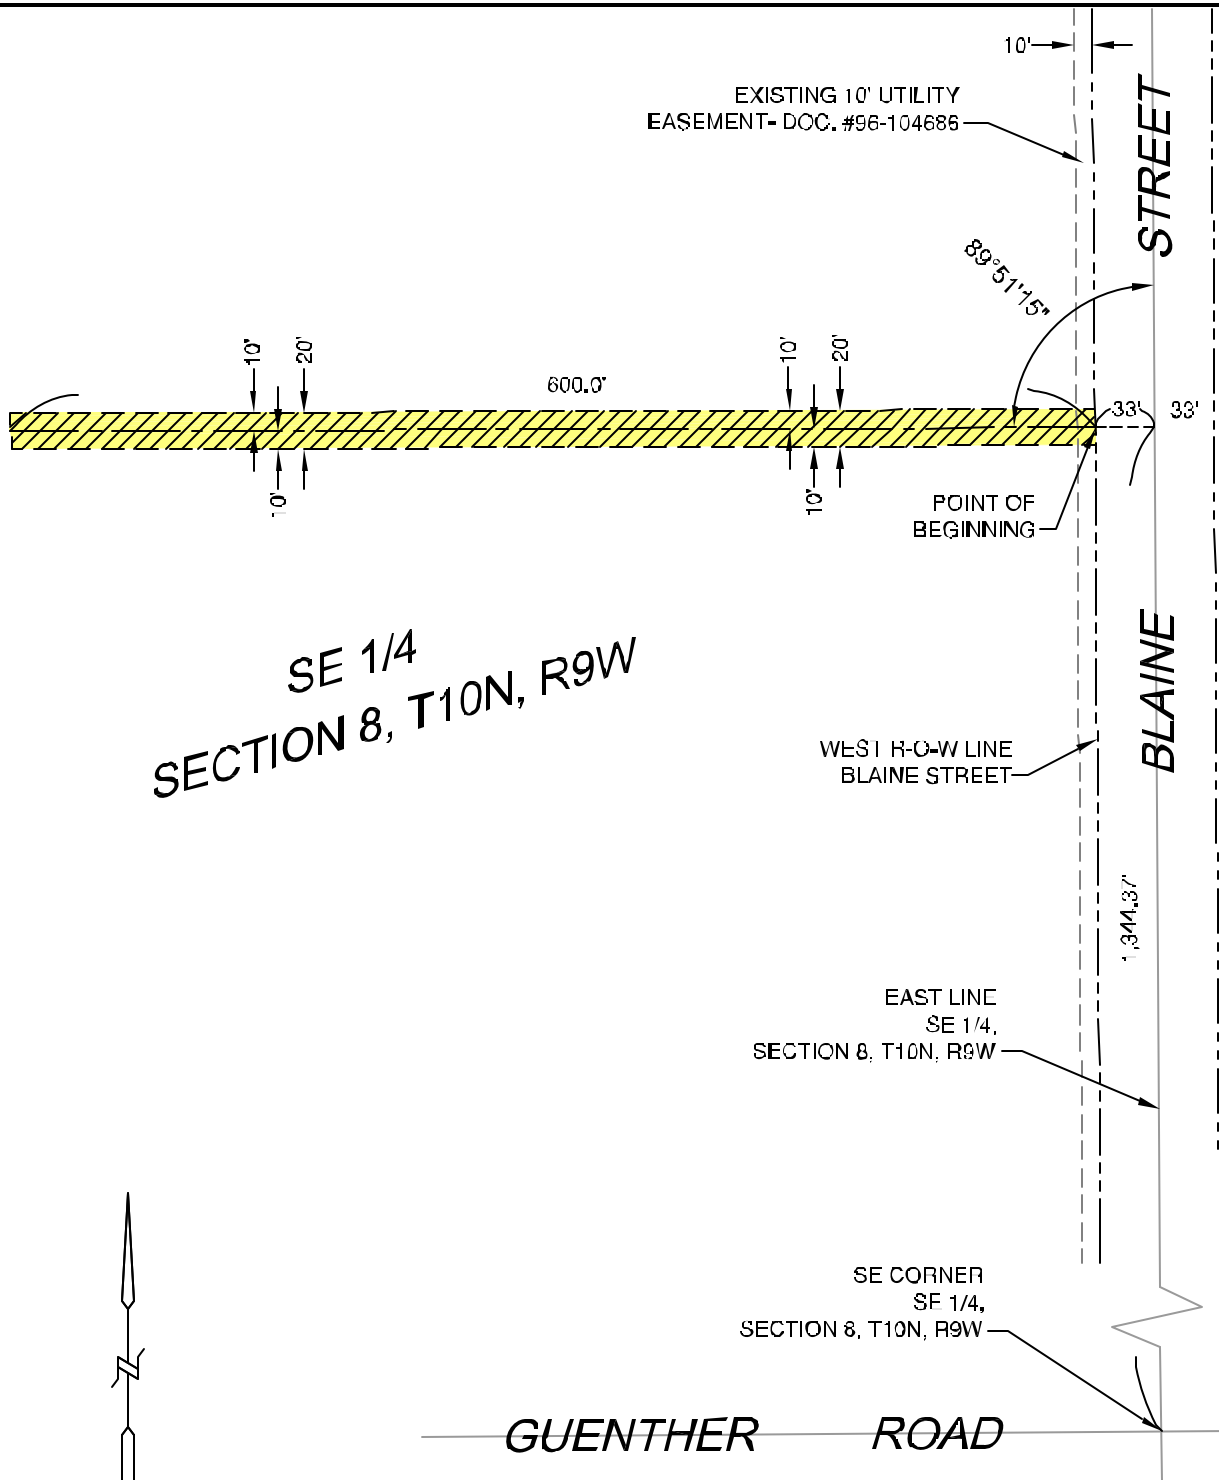 10'
EXISTING 10' UTILITY
EASEMENT- DOC. #96-104686
STREET
89°51'15"
10'
20'
600.0'
10'
20'
33'
33'
10'
10'
POINT OF
BEGINNING
SE 1/4
SECTION 8, T10N, R9W
BLAINE
WEST R-O-W LINE
BLAINE STREET
1,344.37'
EAST LINE
SE 1/4,
SECTION 8, T10N, R9W
SE CORNER
SE 1/4,
SECTION 8, T10N, R9W
N
GUENTHER ROAD